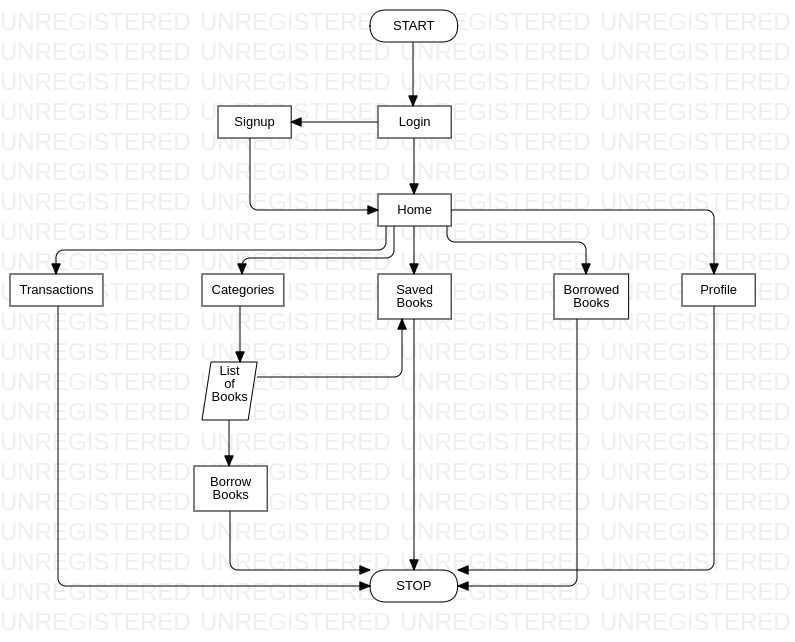 UNREGISTERED UNREGISTERED UNREGISTERED UNREGISTERED
START
Signup
Login
Home
Transactions
Categories
Saved
Books
Borrowed
Books
Profile
List
of
Books
Borrow
Books
STOP